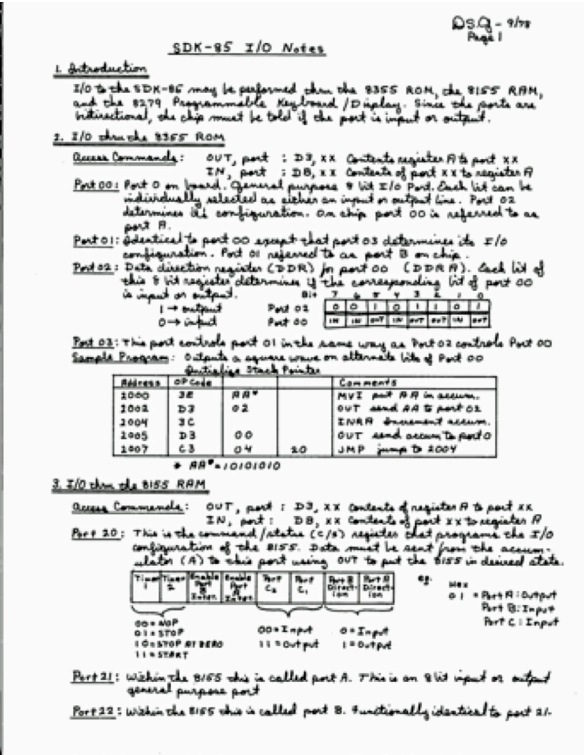 D.S.G - 9/78
Page 1
SDK-85 I/O Notes
1. Introduction
I/O to the SDK-85 may be performed thru the 8355 ROM, the 8155 RAM,
and the 8279 Programmable Keyboard/Display. Since the ports are
bidirectional, the chip must be told if the port is input or output.
2. I/O thru the 8355 ROM
Access Commands: OUT, port : D3, XX Contents register A to port XX
IN, port : DB, XX Contents of port XX to register A
Port 00: Port 0 on board. General purpose 8 bit I/O Port. Each bit can be
individually selected as either an input or output line. Port 02
determines its configuration. On chip port 00 is referred to as
port A.
Port 01: Identical to port 00 except that port 03 determines its I/O
configuration. Port 01 referred to as port B on chip.
Port 02: Data direction register (DDR) for port 00 (DDR A). Each bit of
this 8 bit register determines if the corresponding bit of port 00
is input or output. Bit 7 6 5 4 3 2 1 0
1 → output Port 02 0 0 1 0 1 1 0 1
0 → input Port 00 IN IN OUT IN OUT OUT IN OUT
Port 03: This port controls port 01 in the same way as Port 02 controls Port 00
Sample Program: Outputs a square wave on alternate bits of Port 00
Initialize Stack Pointer
Address OP Code Comments
2000 3E AA* MVI put AA in accum.
2002 D3 02 OUT send AA to port 02
2004 3C INRA increment accum.
2005 D3 00 OUT send accum to port 0
2007 C3 04 20 JMP jump to 2004
* AA* = 10101010
3. I/O thru the 8155 RAM
Access Commands: OUT, port : D3, XX Contents of register A to port XX
IN, port : DB, XX Contents of port XX to register A
Port 20: This is the command/status (C/S) register that programs the I/O
configuration of the 8155. Data must be sent from the accum-
ulator (A) to this port using OUT to put the 8155 in desired state.
Timer 1 Timer 2 Enable Port B Inter. Enable Port A Inter. Port C2 Port C1 Port B Direction Port A Direction
eg. Hex
01 = Port A: Output
Port B: Input
Port C: Input
00 = NOP
01 = STOP
10 = STOP AT ZERO
11 = START
00 = Input
11 = Output
0 = Input
1 = Output
Port 21: Within the 8155 this is called port A. This is an 8 bit input or output
general purpose port
Port 22: Within the 8155 this is called port B. Functionally identical to port 21.